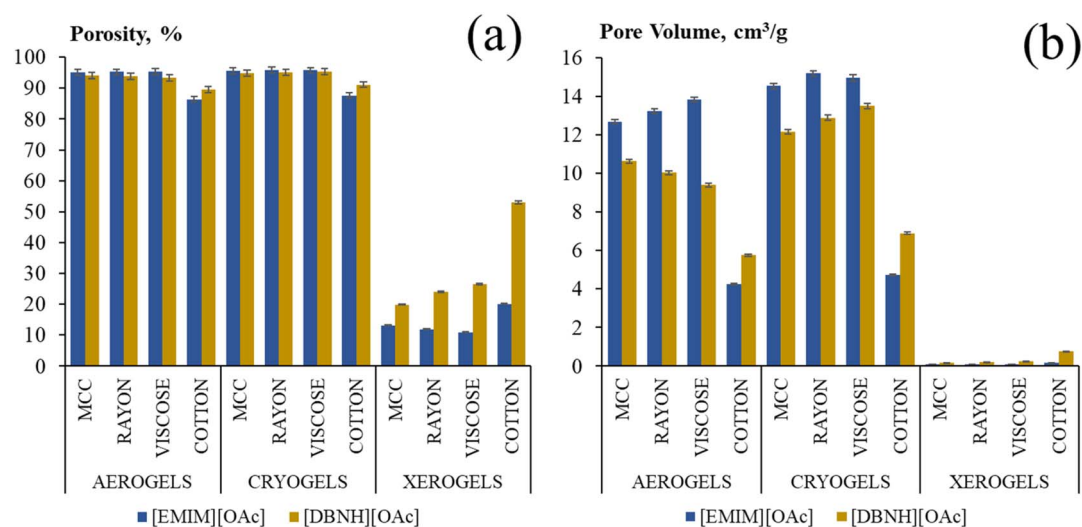 Porosity, %
(a)
100
90
80
70
60
50
40
30
20
10
0
MCC
RAYON
VISCOSE
COTTON
MCC
RAYON
VISCOSE
COTTON
MCC
RAYON
VISCOSE
COTTON
AEROGELS
CRYOGELS
XEROGELS
[EMIM][OAc]
[DBNH][OAc]
Pore Volume, cm³/g
(b)
16
14
12
10
8
6
4
2
0
MCC
RAYON
VISCOSE
COTTON
MCC
RAYON
VISCOSE
COTTON
MCC
RAYON
VISCOSE
COTTON
AEROGELS
CRYOGELS
XEROGELS
[EMIM][OAc]
[DBNH][OAc]